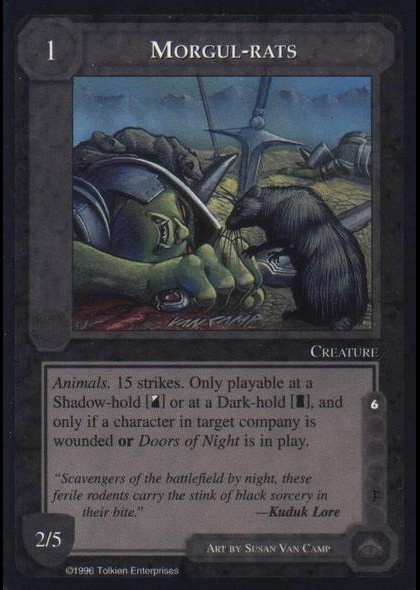 1
MORGUL-RATS
VAN CAMP
CREATURE
Animals. 15 strikes. Only playable at a
Shadow-hold [] or at a Dark-hold [], and
only if a character in target company is
wounded or Doors of Night is in play.
6
“Scavengers of the battlefield by night, these
ferile rodents carry the stink of black sorcery in
their bite.” —Kuduk Lore
2/5
ART BY SUSAN VAN CAMP
©1996 Tolkien Enterprises